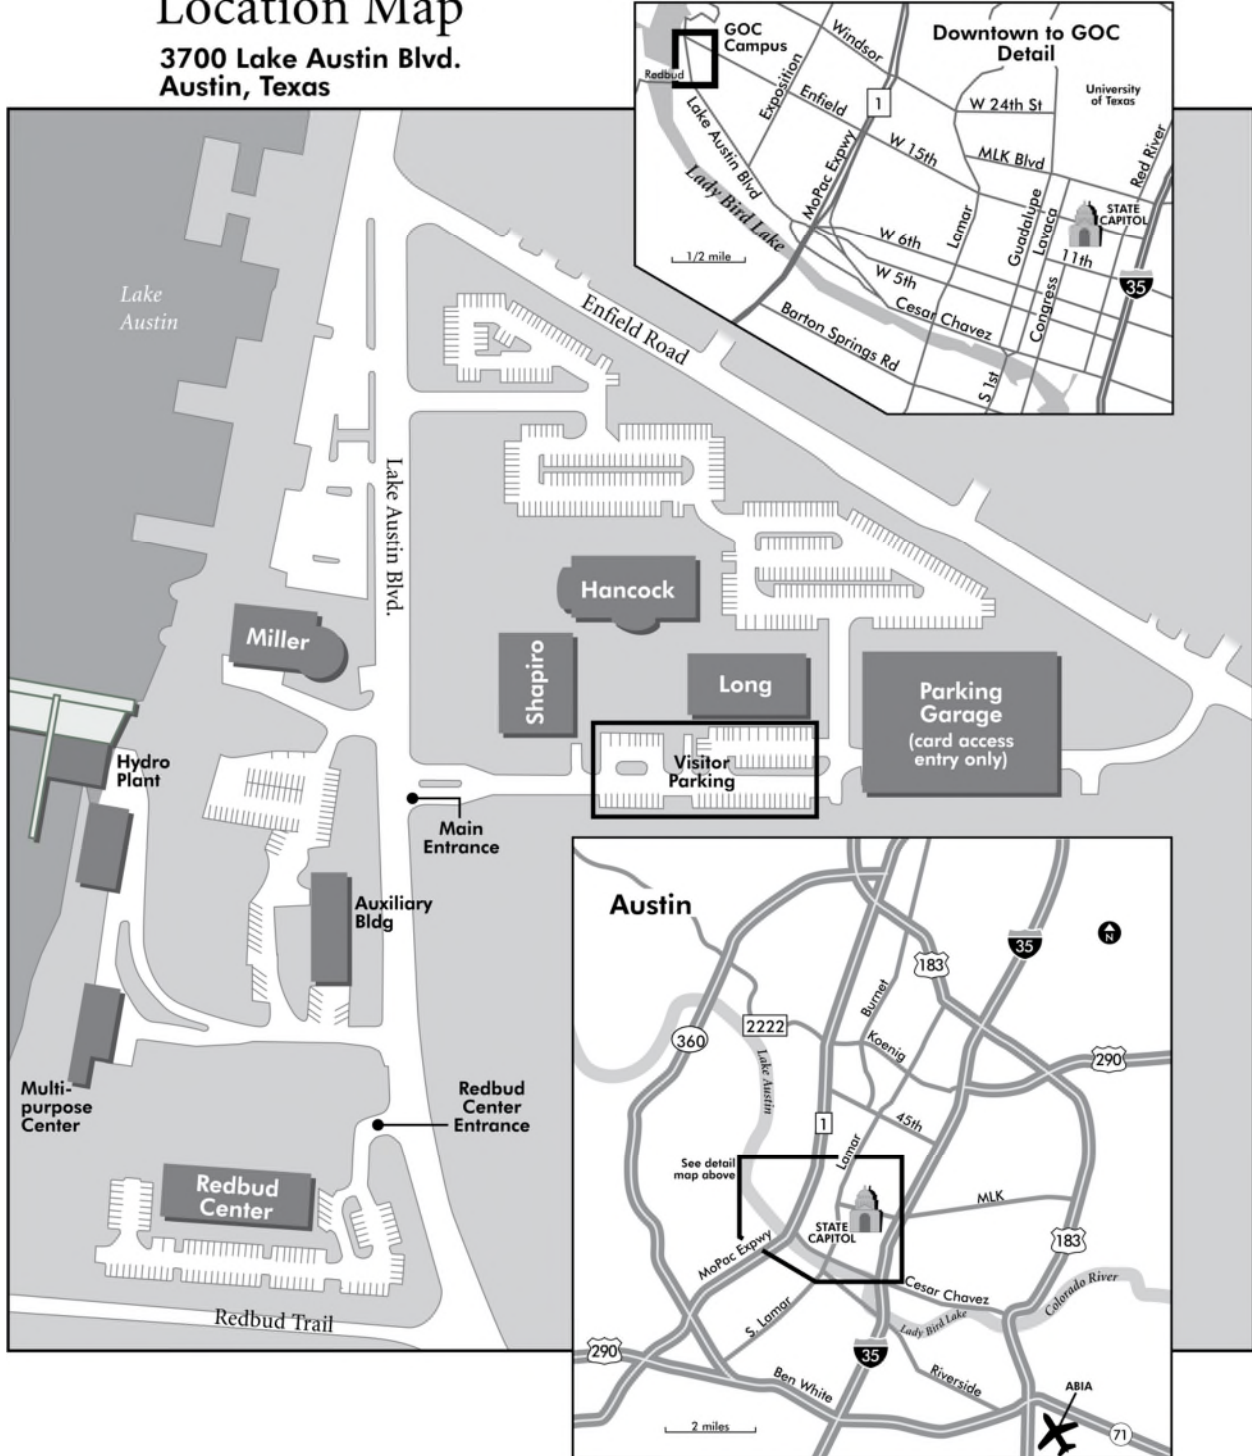 Location Map
3700 Lake Austin Blvd.
Austin, Texas
GOC
Campus
Redbud
Downtown to GOC
Detail
University
of Texas
Windsor
Exposition
Enfield
1
W 24th St
Lake Austin Blvd
MoPac Expwy
W 15th
MLK Blvd
Red River
Lady Bird Lake
Lamar
Guadalupe
Lavaca
STATE
CAPITOL
W 6th
11th
1/2 mile
W 5th
35
Cesar Chavez
Congress
Barton Springs Rd
S 1st
Lake
Austin
Enfield Road
Lake Austin Blvd.
Hancock
Miller
Shapiro
Long
Parking
Garage
(card access
entry only)
Visitor
Parking
Hydro
Plant
Main
Entrance
Auxiliary
Bldg
Multi-
purpose
Center
Redbud
Center
Entrance
Redbud
Center
Redbud Trail
Austin
N
35
183
Burnet
2222
360
Koenig
290
Lake Austin
1
45th
Lamar
See detail
map above
MLK
STATE
CAPITOL
183
MoPac Expwy
Cesar Chavez
Colorado River
S. Lamar
Lady Bird Lake
290
35
Ben White
Riverside
ABIA
2 miles
71